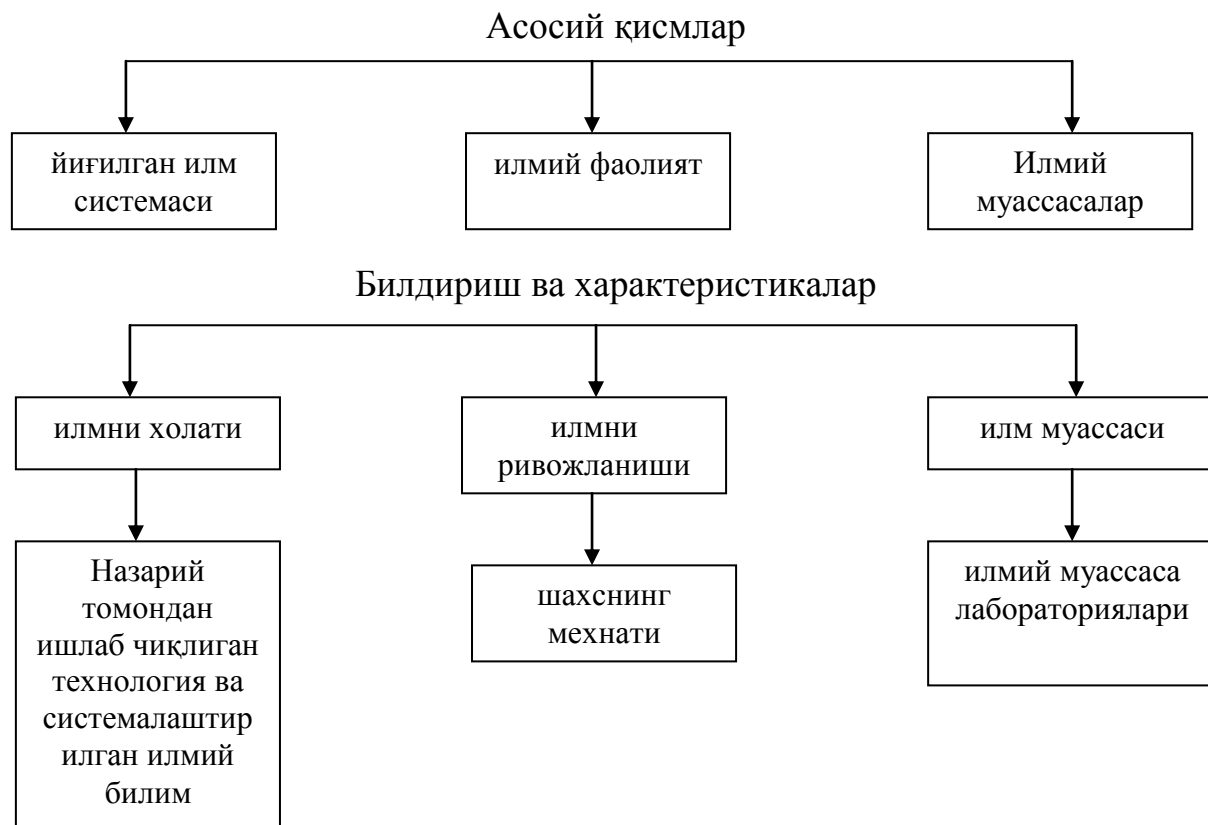 Асосий қисмлар
йиғилган илм
системаси
илмий фаолият
Илмий
муассасалар
Билдириш ва характеристикалар
илмни холати
илмни
ривожланиши
илм муассаси
Назарий
томондан
ишлаб чиқлиган
технология ва
системалаштир
илган илмий
билим
шахснинг
мехнати
илмий муассаса
лабораториялари